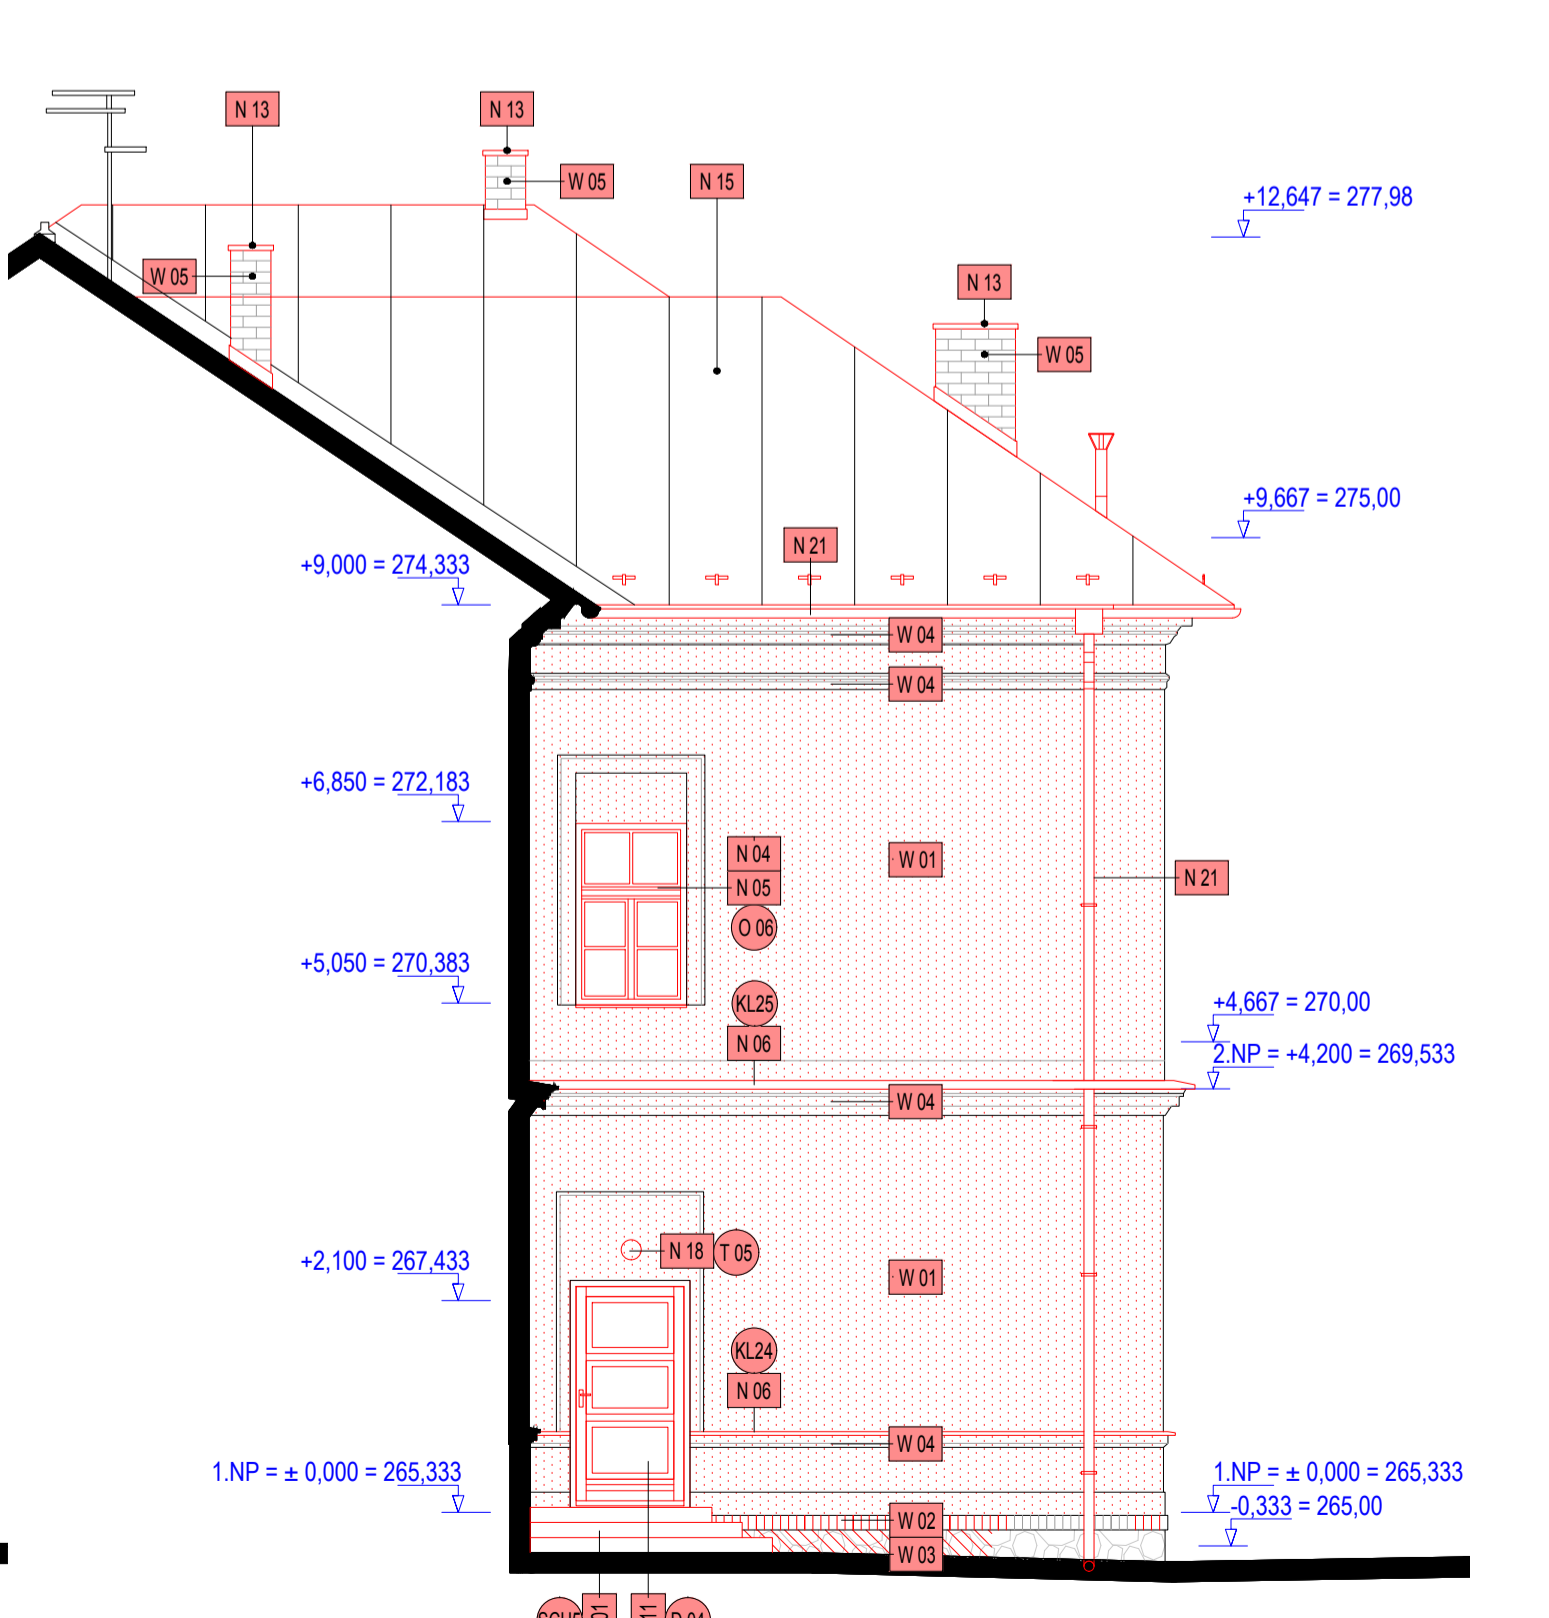 N 13
N 13
W 05
N 15
+12,647 = 277,98
W 05
N 13
W 05
+9,667 = 275,00
N 21
+9,000 = 274,333
W 04
W 04
+6,850 = 272,183
N 04
W 01
N 05
N 21
O 06
+5,050 = 270,383
KL25
+4,667 = 270,00
N 06
2.NP = +4,200 = 269,533
W 04
N 18
T 05
+2,100 = 267,433
W 01
KL24
N 06
W 04
1.NP = ± 0,000 = 265,333
1.NP = ± 0,000 = 265,333
-0,333 = 265,00
W 02
W 03